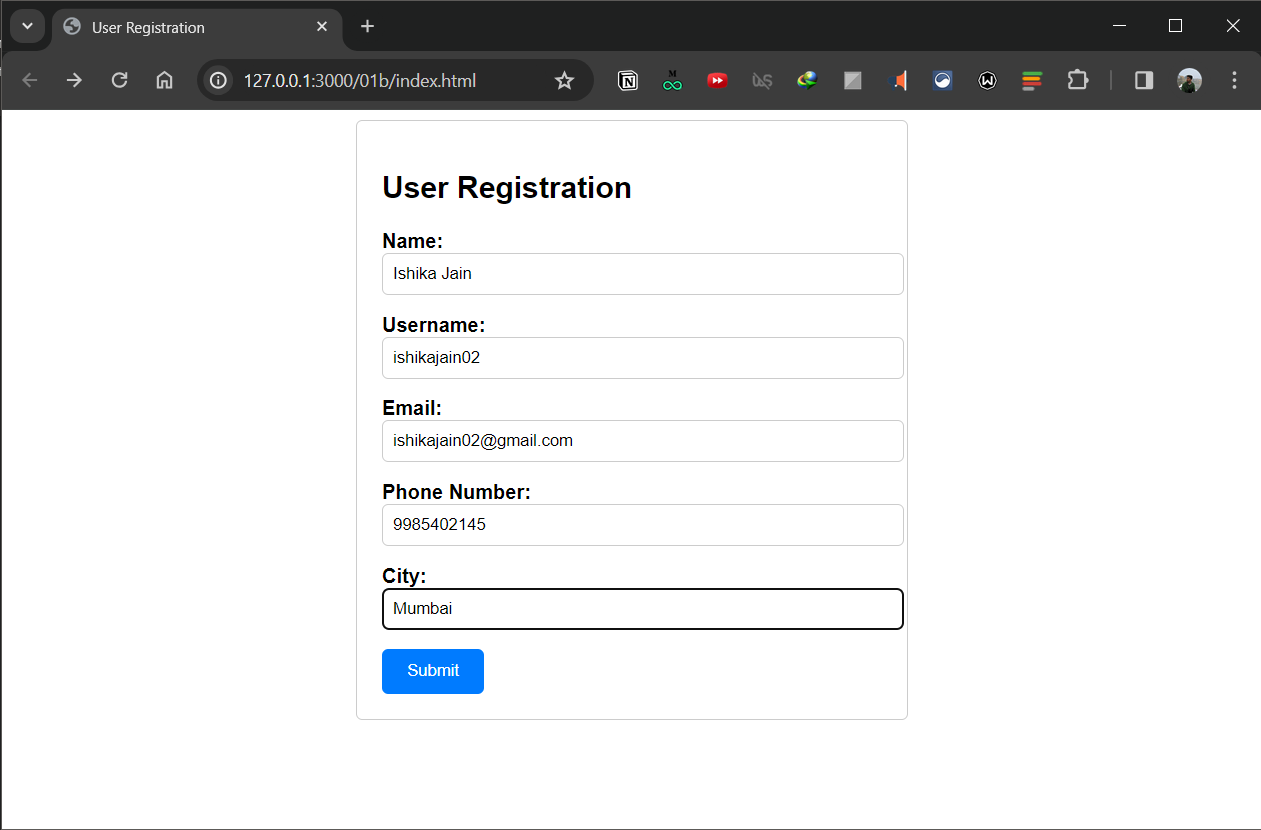 User Registration
127.0.0.1:3000/01b/index.html
User Registration
Name:
Ishika Jain
Username:
ishikajain02
Email:
ishikajain02@gmail.com
Phone Number:
9985402145
City:
Mumbai
Submit